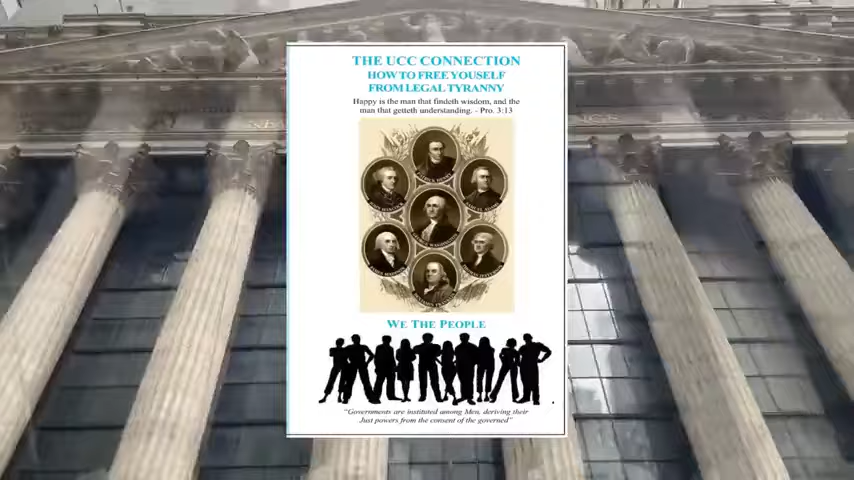 THE UCC CONNECTION
HOW TO FREE YOUSELF
FROM LEGAL TYRANNY
Happy is the man that findeth wisdom, and the
man that getteth understanding. - Pro. 3:13
WE THE PEOPLE
"Governments are instituted among Men, deriving their
Just powers from the consent of the governed"